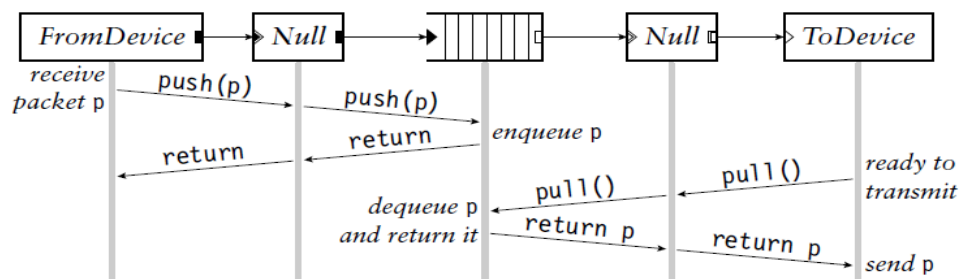 FromDevice
Null
Null
ToDevice
receive
packet p
push(p)
push(p)
enqueue p
return
return
ready to
transmit
pull()
pull()
dequeue p
and return it
return p
return p
send p